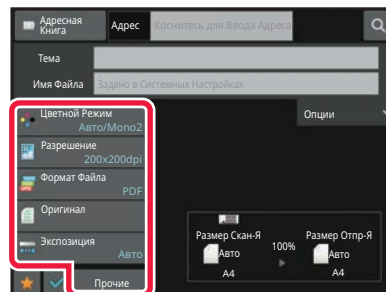 Адресная
Книга
Адрес
Коснитесь для Ввода Адреса
Тема
Имя Файла
Задано в Системных Настройках
Цветной Режим
Авто/Mono2
Опции
Разрешение
200x200dpi
Формат Файла
PDF
Оригинал
Экспозиция
Авто
Прочие
Размер Скан-Я
Авто
A4
100%
Размер Отпр-Я
Авто
A4